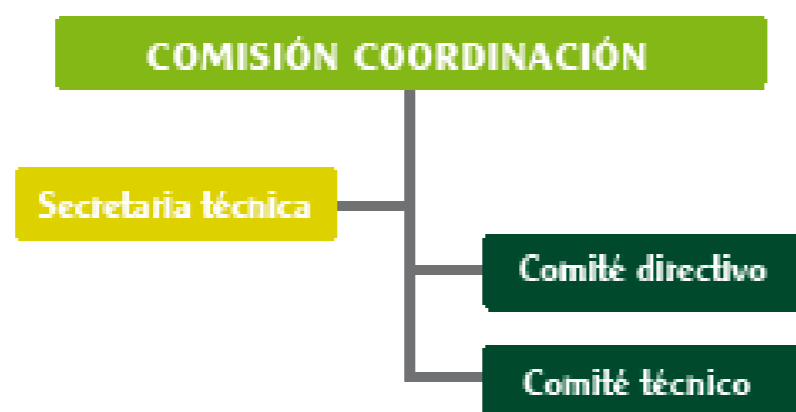 COMISIÓN COORDINACIÓN
Secretaria técnica
Comité directivo
Comité técnico